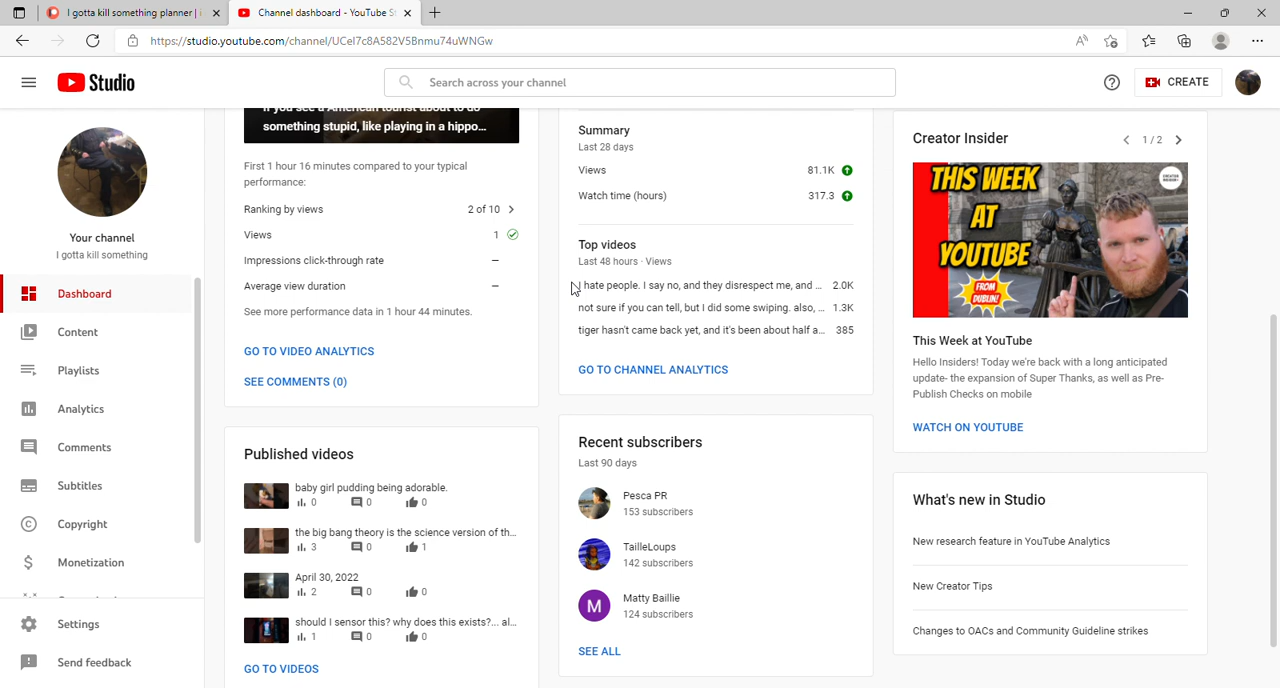 I gotta kill something planner | i
Channel dashboard - YouTube St
https://studio.youtube.com/channel/UCel7c8A582V5Bnmu74uWNGw
Studio
Search across your channel
CREATE
Your channel
I gotta kill something
Dashboard
Content
Playlists
Analytics
Comments
Subtitles
Copyright
Monetization
Settings
Send feedback
If you see a American tourist about to do
something stupid, like playing in a hippo...
First 1 hour 16 minutes compared to your typical
performance:
Ranking by views 2 of 10
Views 1
Impressions click-through rate –
Average view duration –
See more performance data in 1 hour 44 minutes.
GO TO VIDEO ANALYTICS
SEE COMMENTS (0)
Published videos
baby girl pudding being adorable.
0 0 0
the big bang theory is the science version of th...
3 0 1
April 30, 2022
2 0 0
should I sensor this? why does this exists?... al...
1 0 0
GO TO VIDEOS
Summary
Last 28 days
Views 81.1K
Watch time (hours) 317.3
Top videos
Last 48 hours · Views
I hate people. I say no, and they disrespect me, and ... 2.0K
not sure if you can tell, but I did some swiping. also, ... 1.3K
tiger hasn't came back yet, and it's been about half a... 385
GO TO CHANNEL ANALYTICS
Recent subscribers
Last 90 days
Pesca PR
153 subscribers
TailleLoups
142 subscribers
M
Matty Baillie
124 subscribers
SEE ALL
Creator Insider
1 / 2
THIS WEEK
AT
YOUTUBE
FROM
DUBLIN!
This Week at YouTube
Hello Insiders! Today we're back with a long anticipated
update- the expansion of Super Thanks, as well as Pre-
Publish Checks on mobile
WATCH ON YOUTUBE
What's new in Studio
New research feature in YouTube Analytics
New Creator Tips
Changes to OACs and Community Guideline strikes